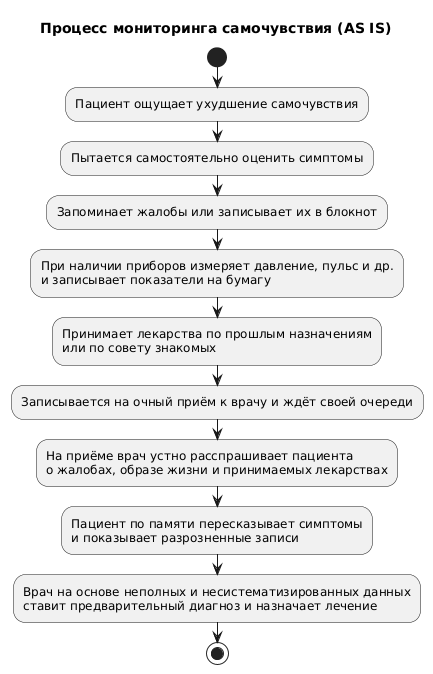 Процесс мониторинга самочувствия (AS IS)
Пациент ощущает ухудшение самочувствия
Пытается самостоятельно оценить симптомы
Запоминает жалобы или записывает их в блокнот
При наличии приборов измеряет давление, пульс и др.
и записывает показатели на бумагу
Принимает лекарства по прошлым назначениям
или по совету знакомых
Записывается на очный приём к врачу и ждёт своей очереди
На приёме врач устно расспрашивает пациента
о жалобах, образе жизни и принимаемых лекарствах
Пациент по памяти пересказывает симптомы
и показывает разрозненные записи
Врач на основе неполных и несистематизированных данных
ставит предварительный диагноз и назначает лечение